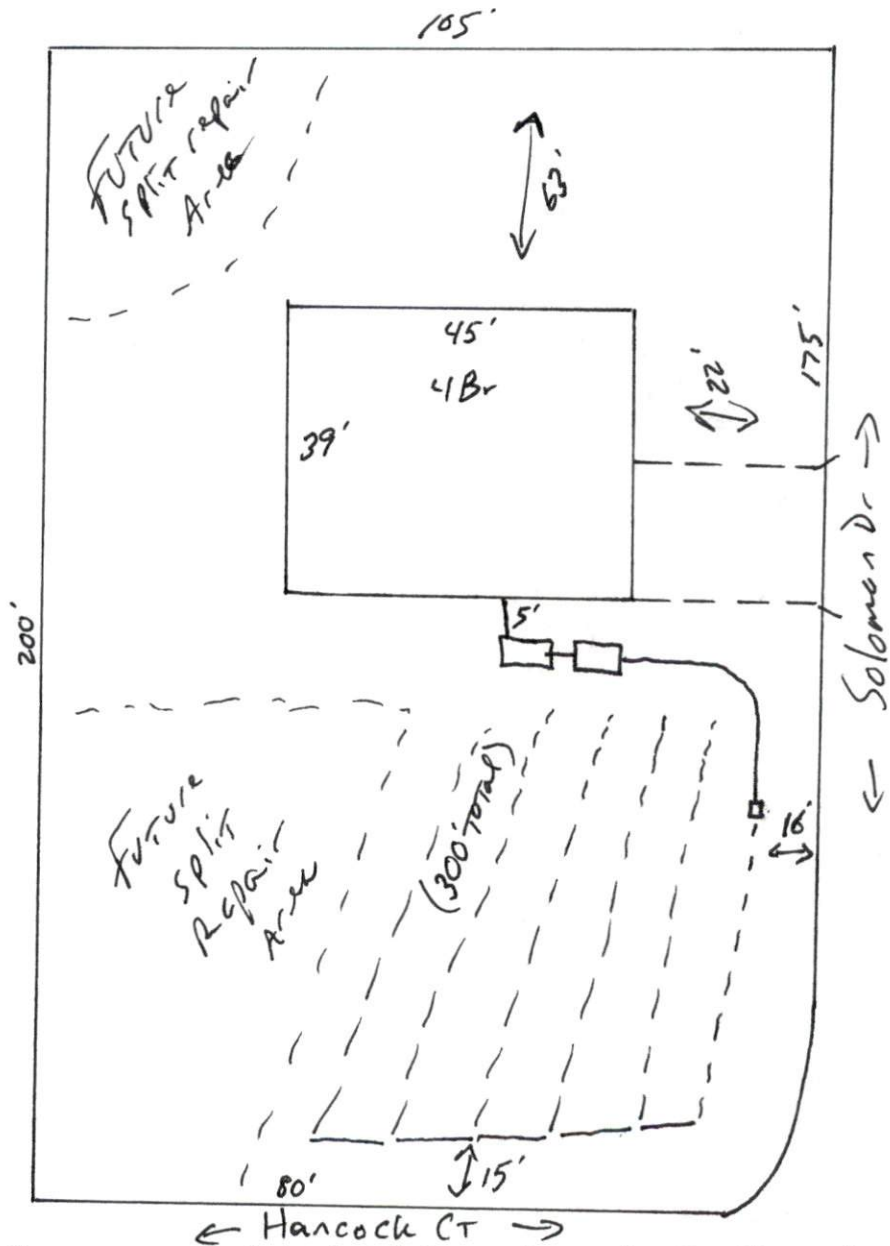 105'
FUTURE
split repair
Area
63'
45'
4Br
39'
22'
175'
← Soloman Dr →
200'
5'
FUTURE
split
Repair
Area
(300' TOTAL)
16'
15'
80'
← Hancock CT →